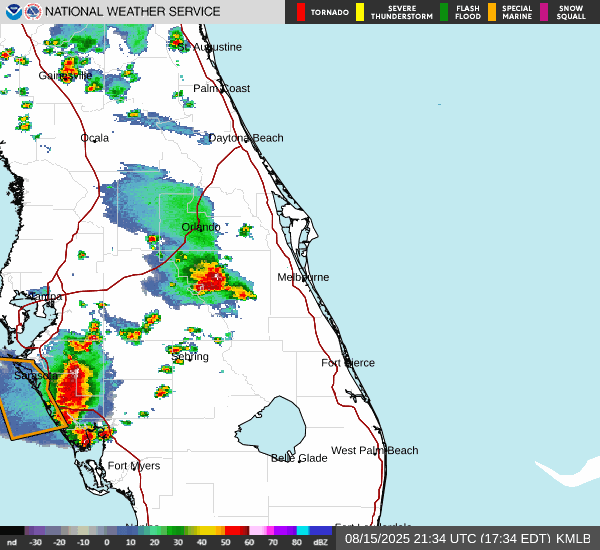 NATIONAL WEATHER SERVICE
TORNADO
SEVERE THUNDERSTORM
FLASH FLOOD
SPECIAL MARINE
SNOW SQUALL
St. Augustine
Gainesville
Palm Coast
Ocala
Daytona Beach
Orlando
Melbourne
Tampa
Sebring
Fort Pierce
Sarasota
West Palm Beach
Belle Glade
Fort Myers
nd -30 -20 -10 0 10 20 30 40 50 60 70 80 dBZ
08/15/2025 21:34 UTC (17:34 EDT) KMLB